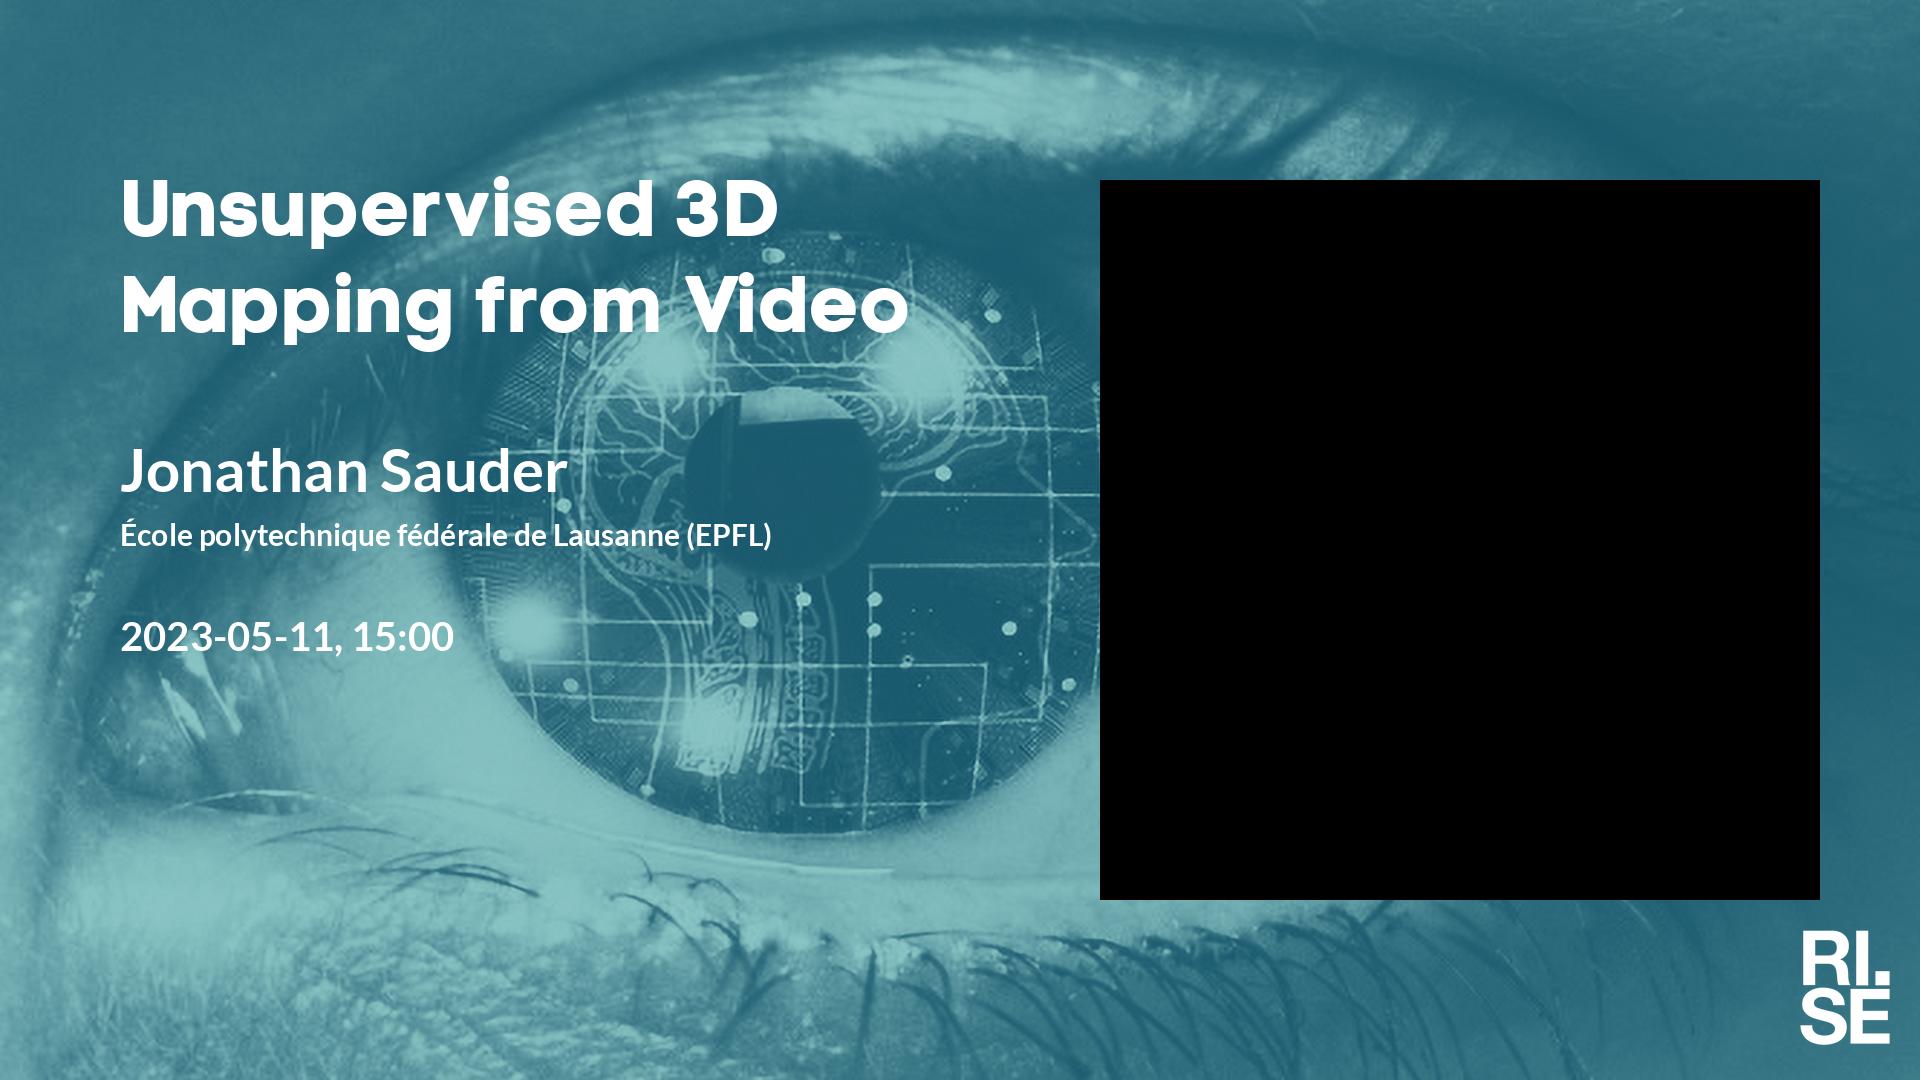 Unsupervised 3D
Mapping from Video
Jonathan Sauder
École polytechnique fédérale de Lausanne (EPFL)
2023-05-11, 15:00
RI.
SE